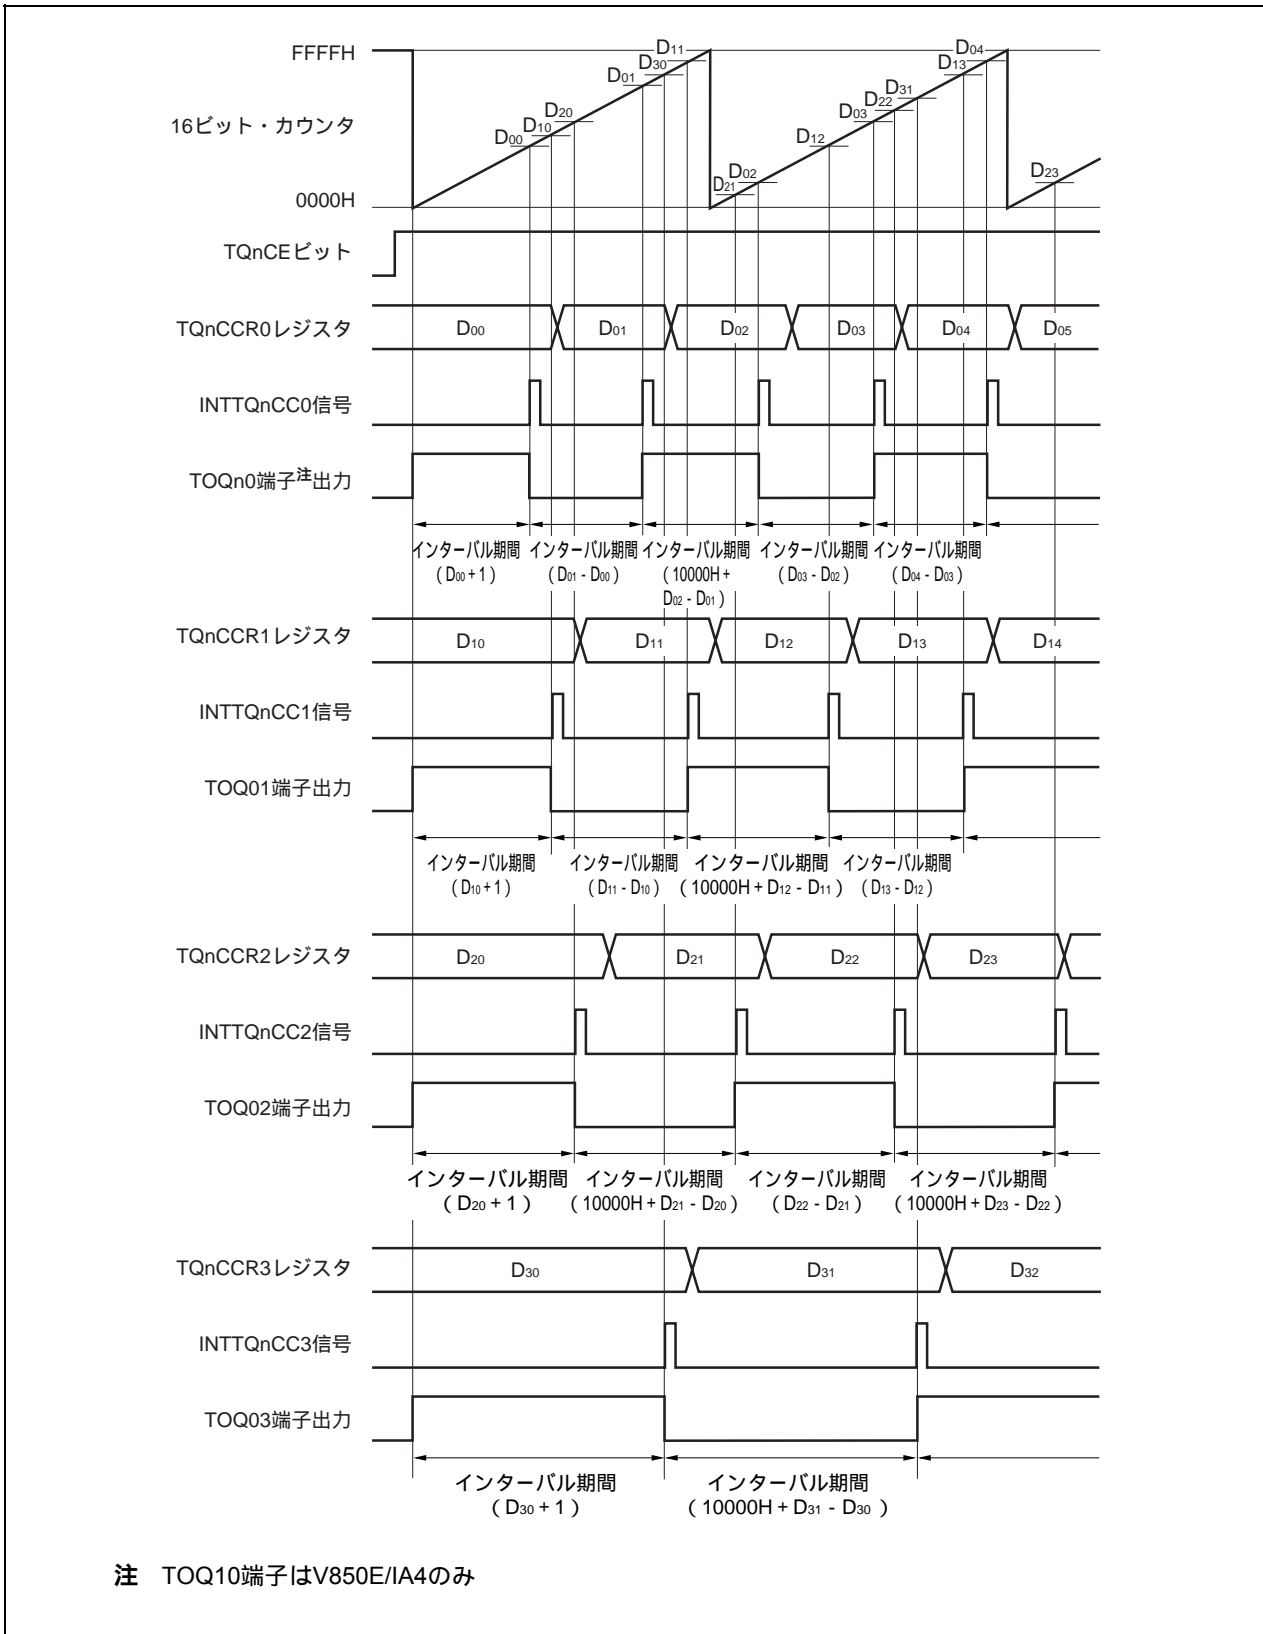 FFFFH
D11
D04
D30
D13
D01
D31
D22
D20
D03
16ビット・カウンタ
D10
D00
D12
D02
D23
D21
0000H
TQnCEビット
TQnCCR0レジスタ
D00
D01
D02
D03
D04
D05
INTTQnCC0信号
TOQn0端子注出力
インターバル期間
(D00 + 1)
インターバル期間
(D01 - D00)
インターバル期間
(10000H +
D02 - D01)
インターバル期間
(D03 - D02)
インターバル期間
(D04 - D03)
TQnCCR1レジスタ
D10
D11
D12
D13
D14
INTTQnCC1信号
TOQ01端子出力
インターバル期間
(D10 + 1)
インターバル期間
(D11 - D10)
インターバル期間
(10000H + D12 - D11)
インターバル期間
(D13 - D12)
TQnCCR2レジスタ
D20
D21
D22
D23
INTTQnCC2信号
TOQ02端子出力
インターバル期間
(D20 + 1)
インターバル期間
(10000H + D21 - D20)
インターバル期間
(D22 - D21)
インターバル期間
(10000H + D23 - D22)
TQnCCR3レジスタ
D30
D31
D32
INTTQnCC3信号
TOQ03端子出力
インターバル期間
(D30 + 1)
インターバル期間
(10000H + D31 - D30)
注 TOQ10端子はV850E/IA4のみ